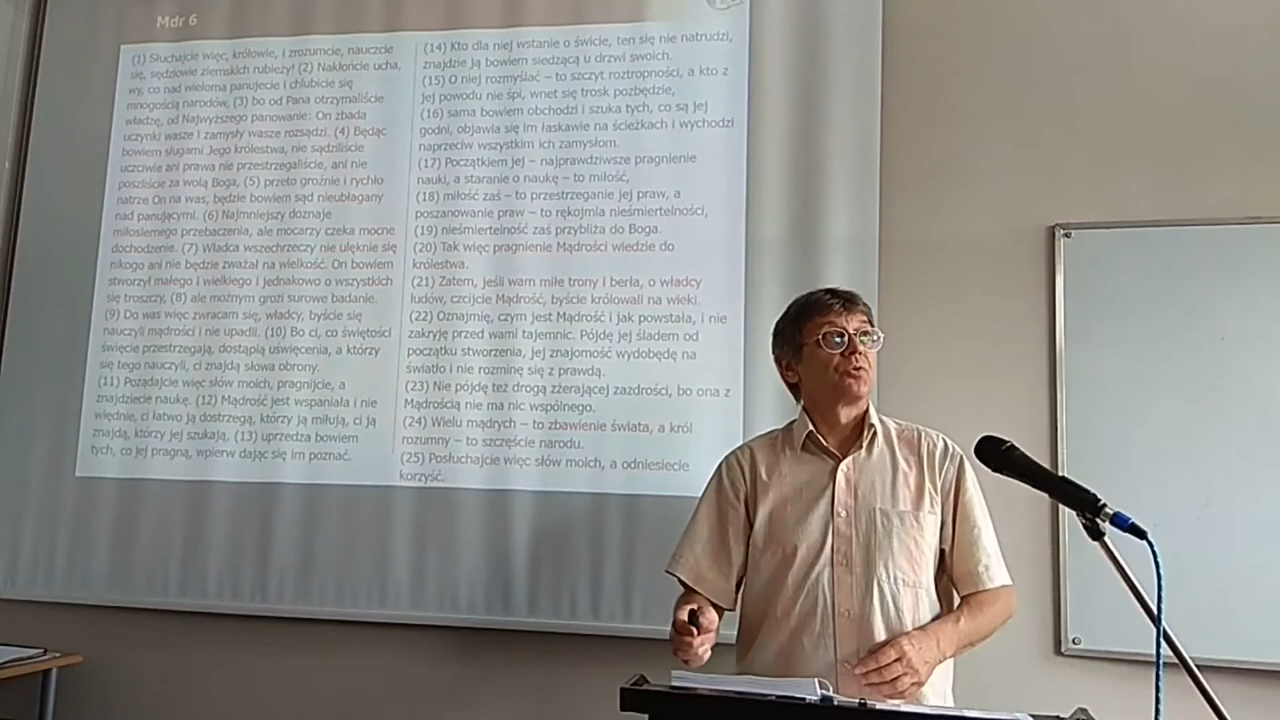 Mdr 6
(1) Słuchajcie więc, królowie, i zrozumcie, nauczcie
się, sędziowie ziemskich rubieży! (2) Nakłońcie ucha,
wy, co nad wieloma panujecie i chlubicie się
mnogością narodów, (3) bo od Pana otrzymaliście
władzę, od Najwyższego panowanie: On zbada
uczynki wasze i zamysły wasze rozsądzi. (4) Będąc
bowiem sługami Jego królestwa, nie sądziliście
uczciwie ani prawa nie przestrzegaliście, ani nie
poszliście za wolą Boga, (5) przeto groźnie i rychło
natrze On na was, będzie bowiem sąd nieubłagany
nad panującymi. (6) Najmniejszy doznaje
miłosiernego przebaczenia, ale mocarzy czeka mocne
dochodzenie. (7) Władca wszechrzeczy nie ulęknie się
nikogo ani nie będzie zważał na wielkość. On bowiem
stworzył małego i wielkiego i jednakowo o wszystkich
się troszczy, (8) ale możnym grozi surowe badanie.
(9) Do was więc zwracam się, władcy, byście się
nauczyli mądrości i nie upadli. (10) Bo ci, co świętości
święcie przestrzegają, dostąpią uświęcenia, a którzy
się tego nauczyli, ci znajdą słowa obrony.
(11) Pożądajcie więc słów moich, pragnijcie, a
znajdziecie naukę. (12) Mądrość jest wspaniała i nie
więdnie, ci łatwo ją dostrzegą, którzy ją miłują, ci ją
znajdą, którzy jej szukają, (13) uprzedza bowiem
tych, co jej pragną, wpierw dając się im poznać.
(14) Kto dla niej wstanie o świcie, ten się nie natrudzi,
znajdzie ją bowiem siedzącą u drzwi swoich.
(15) O niej rozmyślać – to szczyt roztropności, a kto z
jej powodu nie śpi, wnet się trosk pozbędzie,
(16) sama bowiem obchodzi i szuka tych, co są jej
godni, objawia się im łaskawie na ścieżkach i wychodzi
naprzeciw wszystkim ich zamysłom.
(17) Początkiem jej – najprawdziwsze pragnienie
nauki, a staranie o naukę – to miłość,
(18) miłość zaś – to przestrzeganie jej praw, a
poszanowanie praw – to rękojmia nieśmiertelności,
(19) nieśmiertelność zaś przybliża do Boga.
(20) Tak więc pragnienie Mądrości wiedzie do
królestwa.
(21) Zatem, jeśli wam miłe trony i berła, o władcy
ludów, czcijcie Mądrość, byście królowali na wieki.
(22) Oznajmię, czym jest Mądrość i jak powstała, i nie
zakryję przed wami tajemnic. Pójdę jej śladem od
początku stworzenia, jej znajomość wydobędę na
światło i nie rozminę się z prawdą.
(23) Nie pójdę też drogą zżerającej zazdrości, bo ona z
Mądrością nie ma nic wspólnego.
(24) Wielu mądrych – to zbawienie świata, a król
rozumny – to szczęście narodu.
(25) Posłuchajcie więc słów moich, a odniesiecie
korzyść.